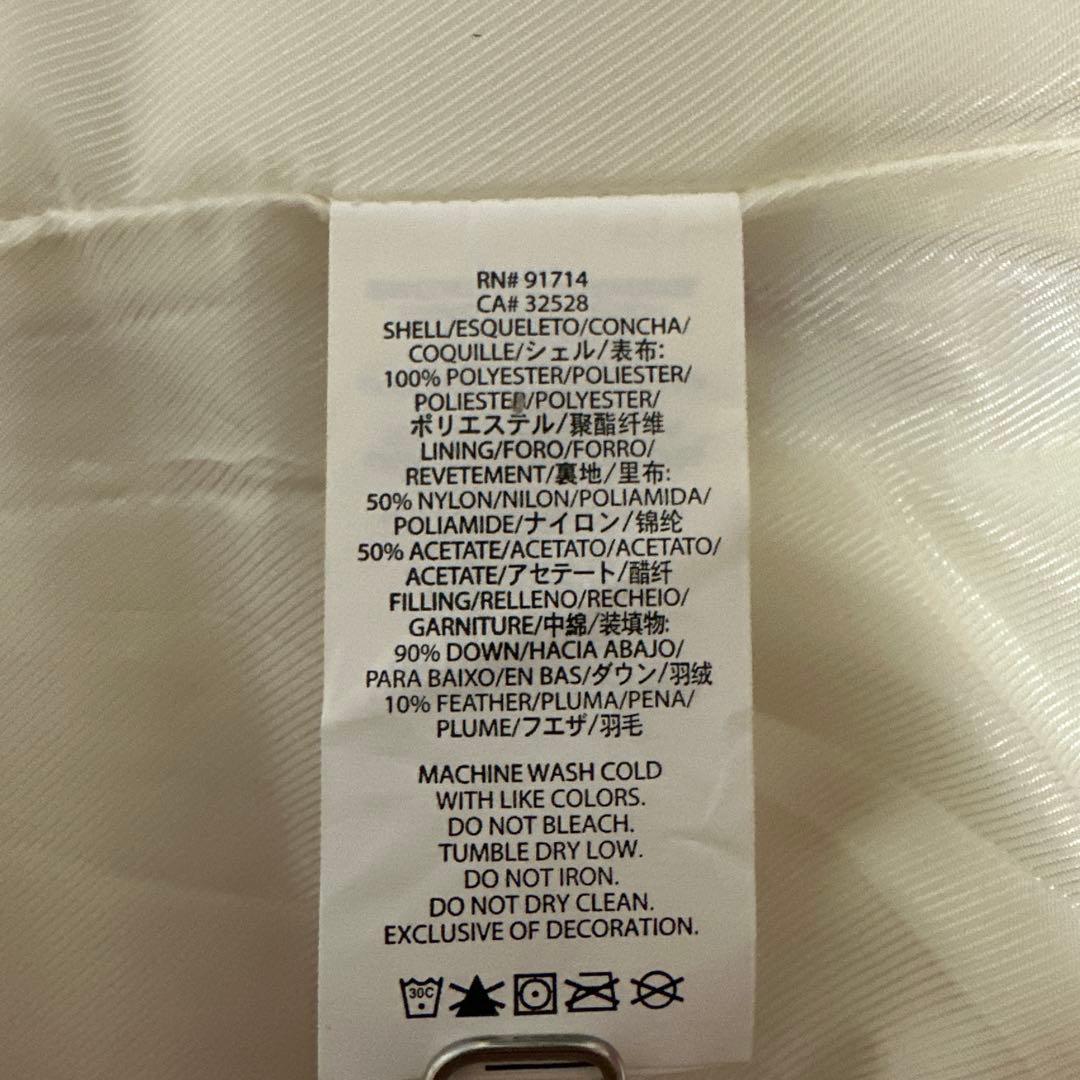 RN# 91714
CA# 32528
SHELL/ESQUELETO/CONCHA/
COQUILLE/シェル/表布:
100% POLYESTER/POLIESTER/
POLIESTER/POLYESTER/
ポリエステル/聚酯纤维
LINING/FORO/FORRO/
REVETEMENT/裏地/里布:
50% NYLON/NILON/POLIAMIDA/
POLIAMIDE/ナイロン/锦纶
50% ACETATE/ACETATO/ACETATO/
ACETATE/アセテート/醋纤
FILLING/RELLENO/RECHEIO/
GARNITURE/中綿/装填物:
90% DOWN/HACIA ABAJO/
PARA BAIXO/EN BAS/ダウン/羽绒
10% FEATHER/PLUMA/PENA/
PLUME/フエザ/羽毛
MACHINE WASH COLD
WITH LIKE COLORS.
DO NOT BLEACH.
TUMBLE DRY LOW.
DO NOT IRON.
DO NOT DRY CLEAN.
EXCLUSIVE OF DECORATION.
30C